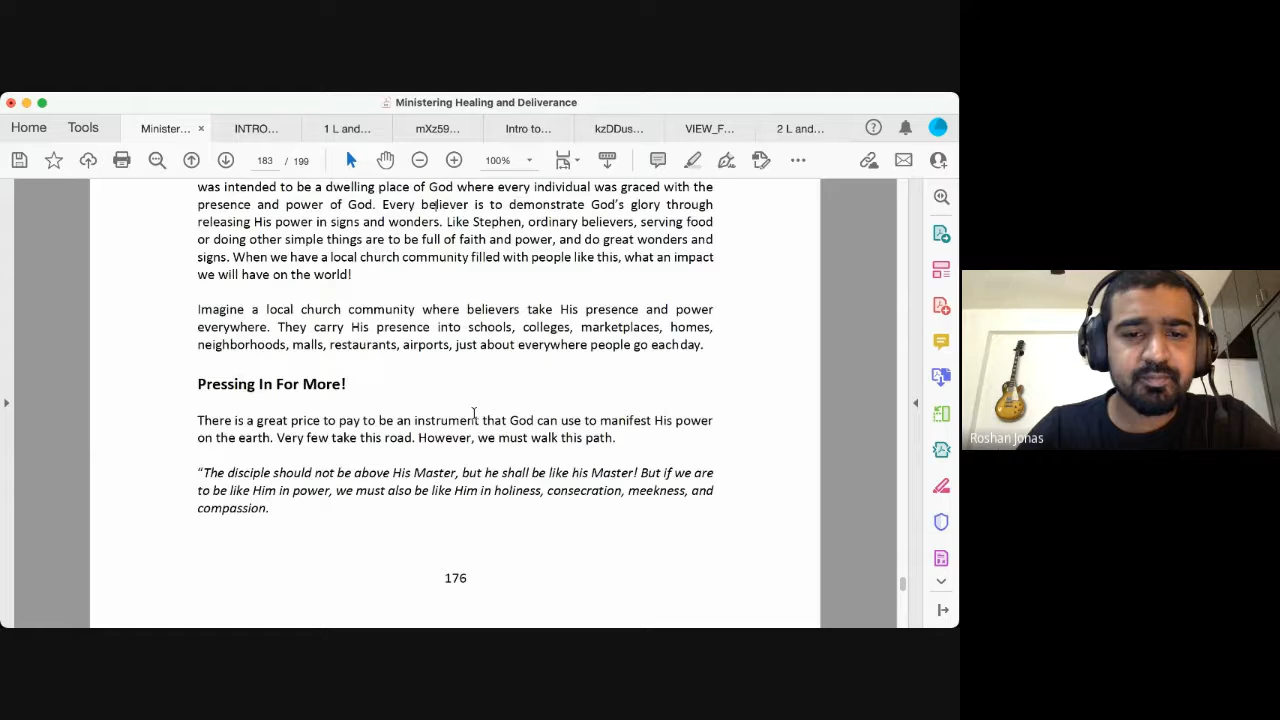 Ministering Healing and Deliverance
Home
Tools
Minister...
INTRO...
1 L and...
mXz59...
Intro to...
kzDDus...
VIEW_F...
2 L and...
183 / 199
100%
was intended to be a dwelling place of God where every individual was graced with the
presence and power of God. Every believer is to demonstrate God's glory through
releasing His power in signs and wonders. Like Stephen, ordinary believers, serving food
or doing other simple things are to be full of faith and power, and do great wonders and
signs. When we have a local church community filled with people like this, what an impact
we will have on the world!
Imagine a local church community where believers take His presence and power
everywhere. They carry His presence into schools, colleges, marketplaces, homes,
neighborhoods, malls, restaurants, airports, just about everywhere people go each day.
Pressing In For More!
There is a great price to pay to be an instrument that God can use to manifest His power
on the earth. Very few take this road. However, we must walk this path.
"The disciple should not be above His Master, but he shall be like his Master! But if we are
to be like Him in power, we must also be like Him in holiness, consecration, meekness, and
compassion.
176
Roshan Jonas